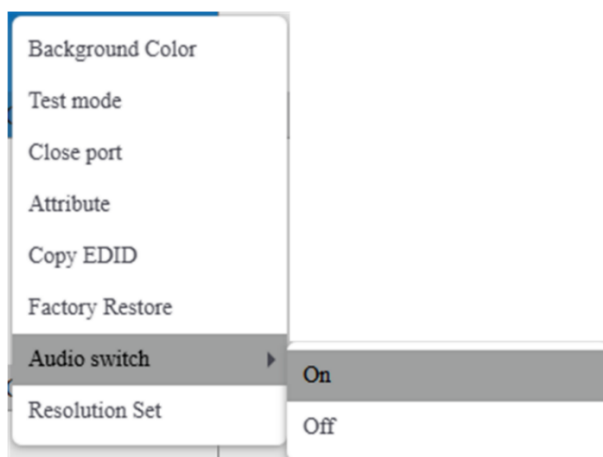 Background Color
Test mode
Close port
Attribute
Copy EDID
Factory Restore
Audio switch
On
Resolution Set
Off